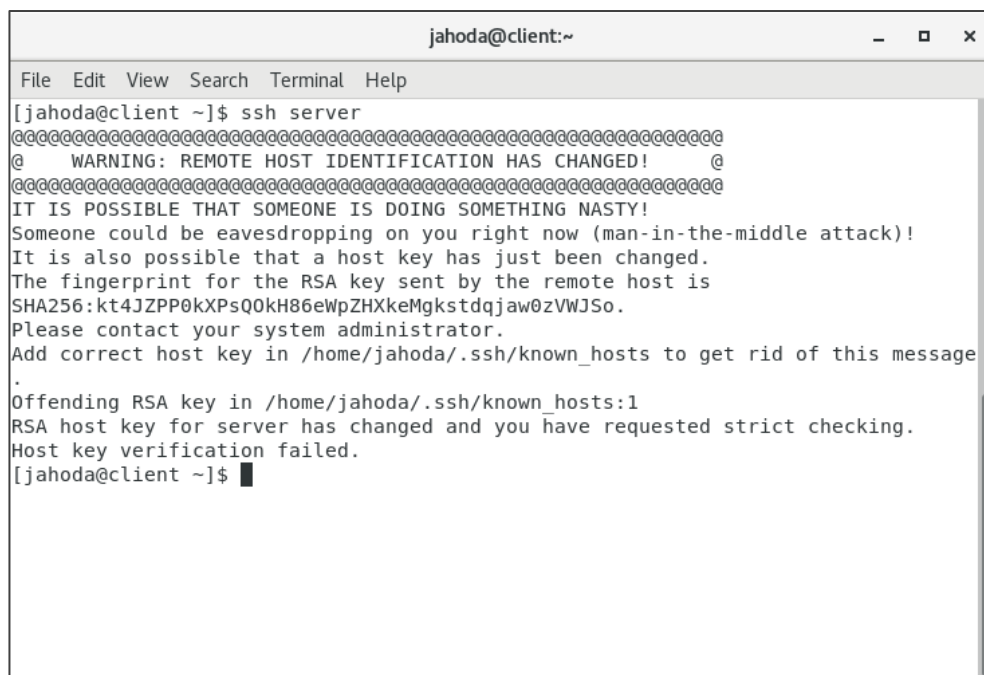 jahoda@client:~
File Edit View Search Terminal Help
[jahoda@client ~]$ ssh server
@@@@@@@@@@@@@@@@@@@@@@@@@@@@@@@@@@@@@@@@@@@@@@@@@@@@@@@@@@@
@    WARNING: REMOTE HOST IDENTIFICATION HAS CHANGED!     @
@@@@@@@@@@@@@@@@@@@@@@@@@@@@@@@@@@@@@@@@@@@@@@@@@@@@@@@@@@@
IT IS POSSIBLE THAT SOMEONE IS DOING SOMETHING NASTY!
Someone could be eavesdropping on you right now (man-in-the-middle attack)!
It is also possible that a host key has just been changed.
The fingerprint for the RSA key sent by the remote host is
SHA256:kt4JZPP0kXPsQOkH86eWpZHXkeMgkstdqjaw0zVWJSo.
Please contact your system administrator.
Add correct host key in /home/jahoda/.ssh/known_hosts to get rid of this message
.
Offending RSA key in /home/jahoda/.ssh/known_hosts:1
RSA host key for server has changed and you have requested strict checking.
Host key verification failed.
[jahoda@client ~]$